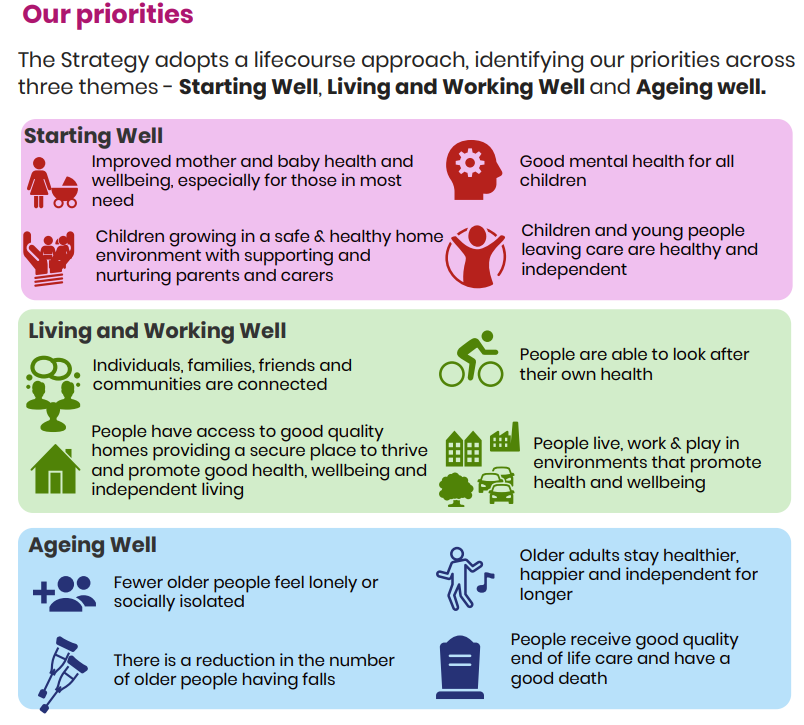 Our priorities
The Strategy adopts a lifecourse approach, identifying our priorities across
three themes - Starting Well, Living and Working Well and Ageing well.
Starting Well
Improved mother and baby health and
wellbeing, especially for those in most
need
Good mental health for all
children
Children growing in a safe & healthy home
environment with supporting and
nurturing parents and carers
Children and young people
leaving care are healthy and
independent
Living and Working Well
Individuals, families, friends and
communities are connected
People are able to look after
their own health
People have access to good quality
homes providing a secure place to thrive
and promote good health, wellbeing and
independent living
People live, work & play in
environments that promote
health and wellbeing
Ageing Well
Fewer older people feel lonely or
socially isolated
Older adults stay healthier,
happier and independent for
longer
There is a reduction in the number
of older people having falls
People receive good quality
end of life care and have a
good death